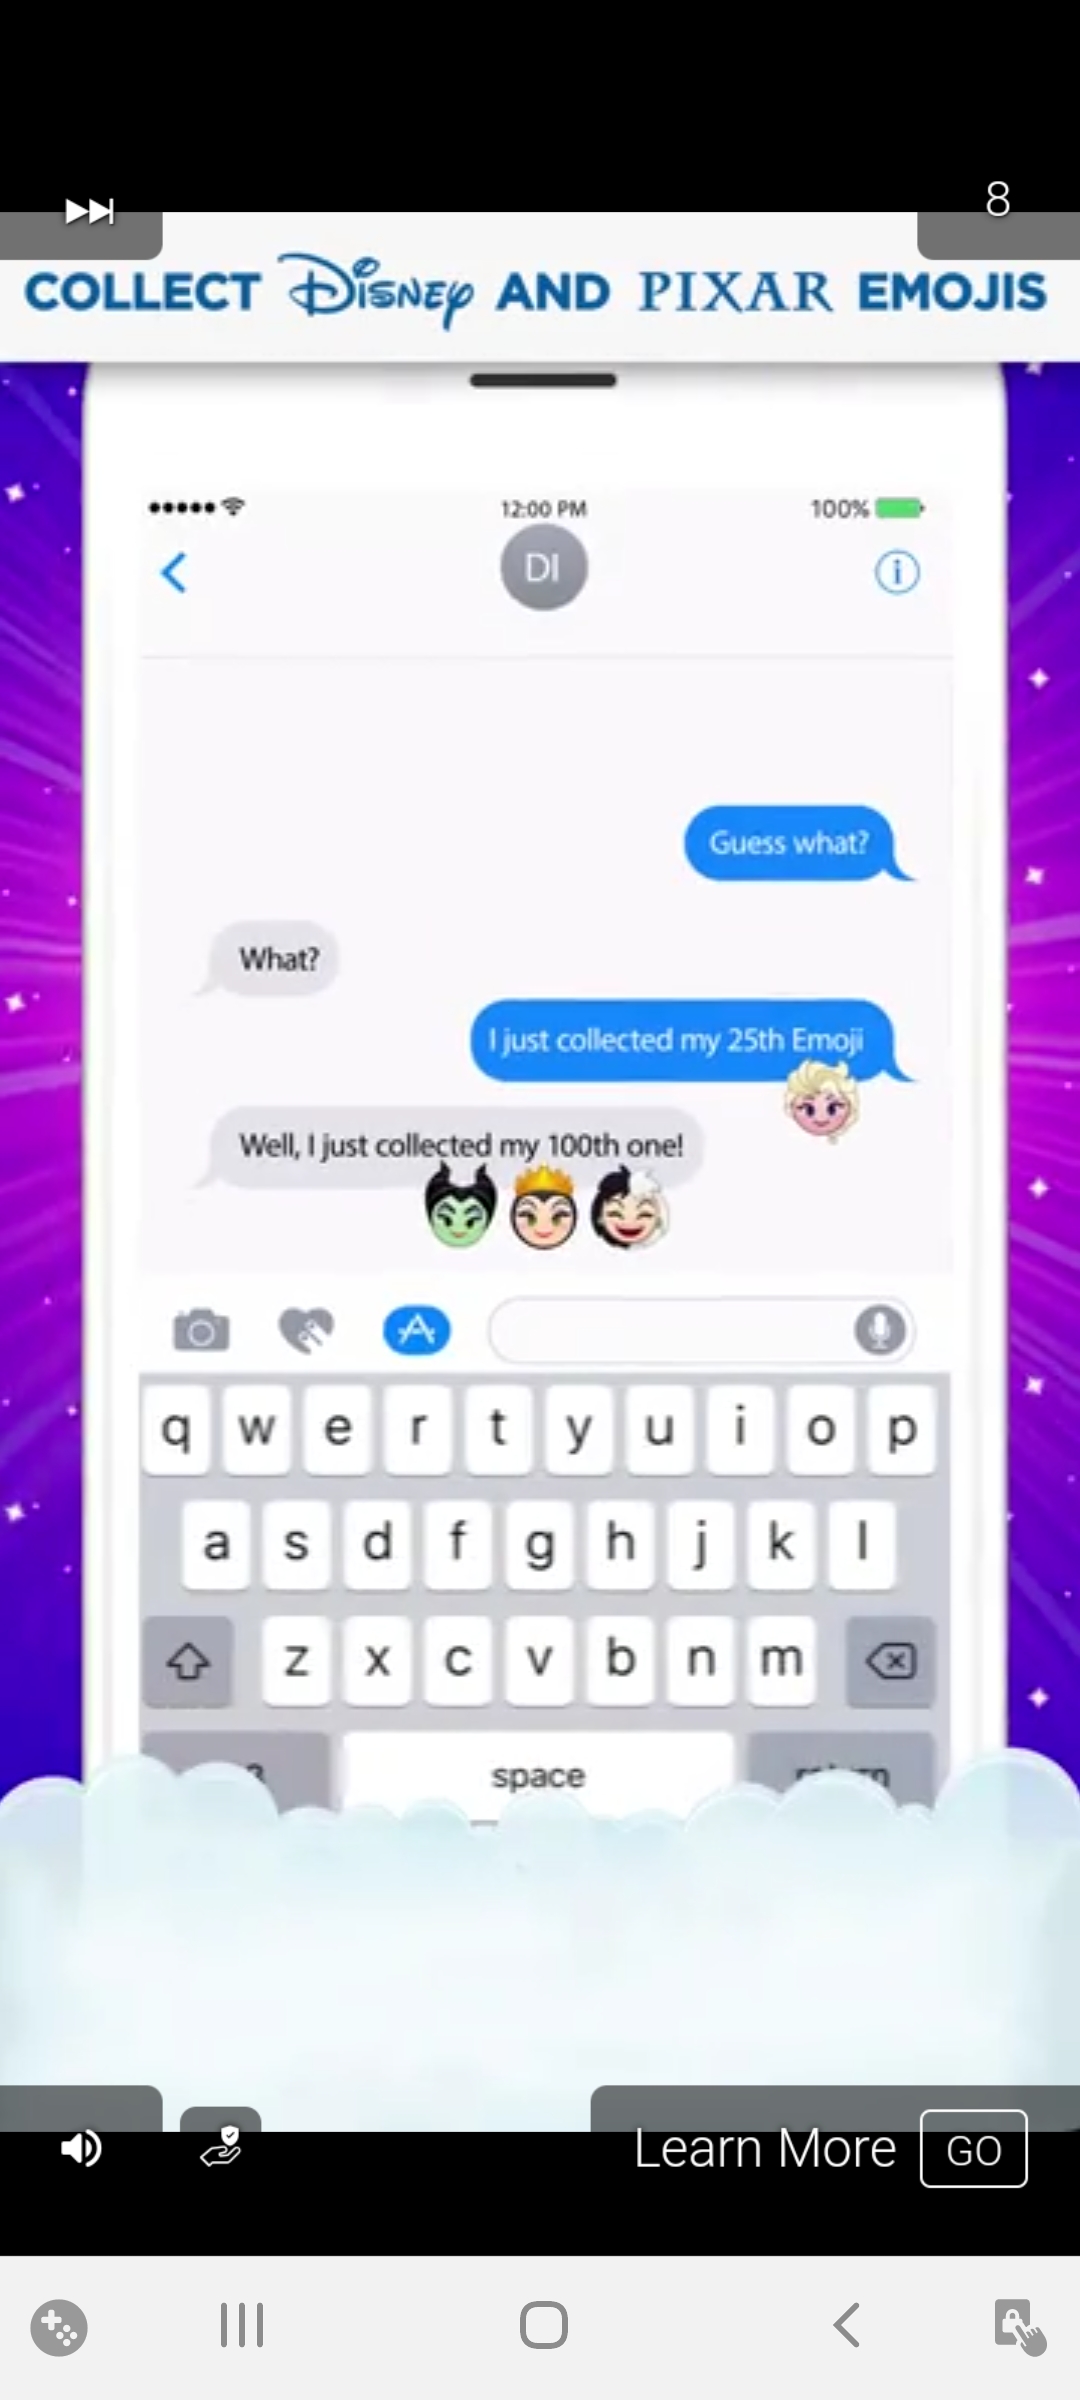 8
COLLECT Disney AND PIXAR EMOJIS
12:00 PM
100%
DI
Guess what?
What?
I just collected my 25th Emoji
Well, I just collected my 100th one!
q w e r t y u i o p
a s d f g h j k l
z x c v b n m
space
Learn More GO